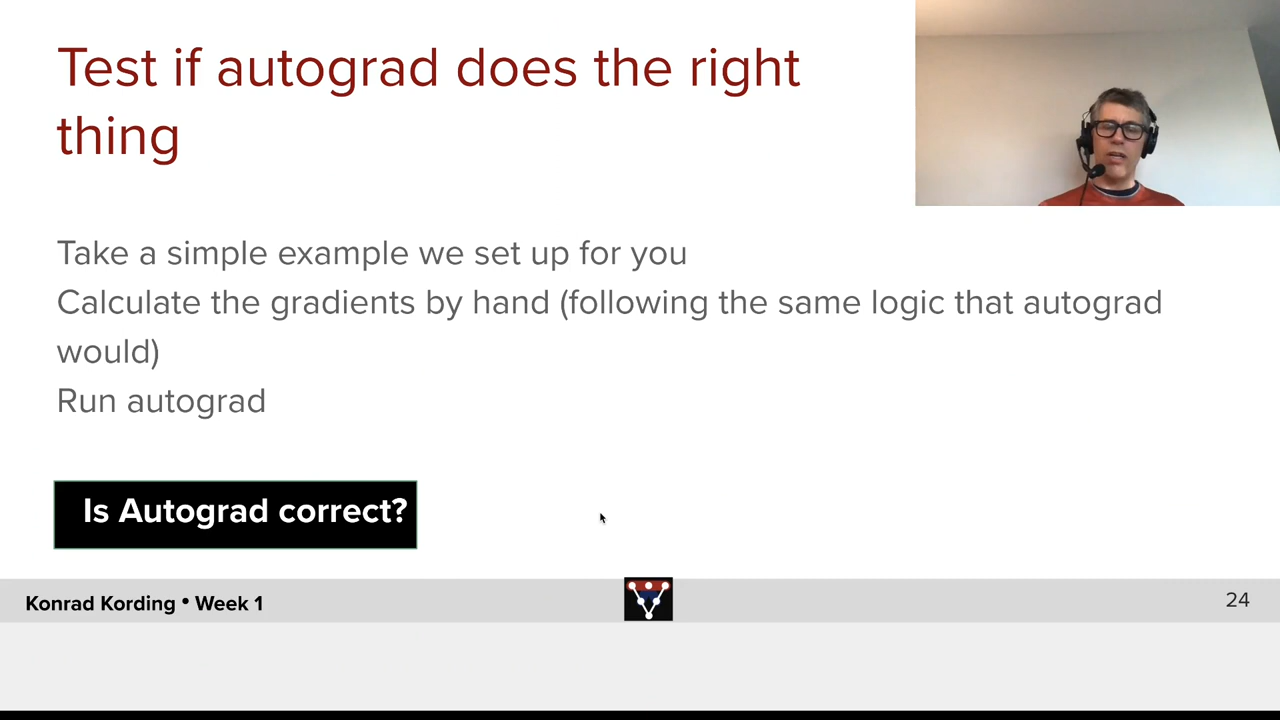 Test if autograd does the right
thing
Take a simple example we set up for you
Calculate the gradients by hand (following the same logic that autograd
would)
Run autograd
Is Autograd correct?
Konrad Kording • Week 1
24